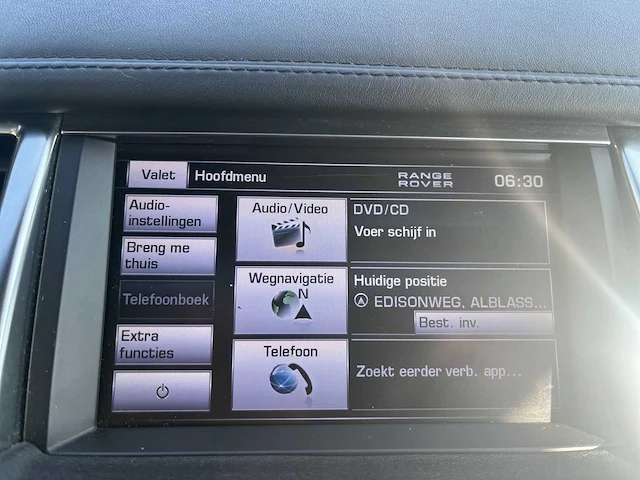 Valet
Hoofdmenu
RANGE
ROVER
06:30
Audio-
instellingen
Audio/Video
DVD/CD
Voer schijf in
Breng me
thuis
Wegnavigatie
N
Huidige positie
EDISONWEG, ALBLASS...
Best. inv.
Telefoonboek
Extra
functies
Telefoon
Zoekt eerder verb. app...